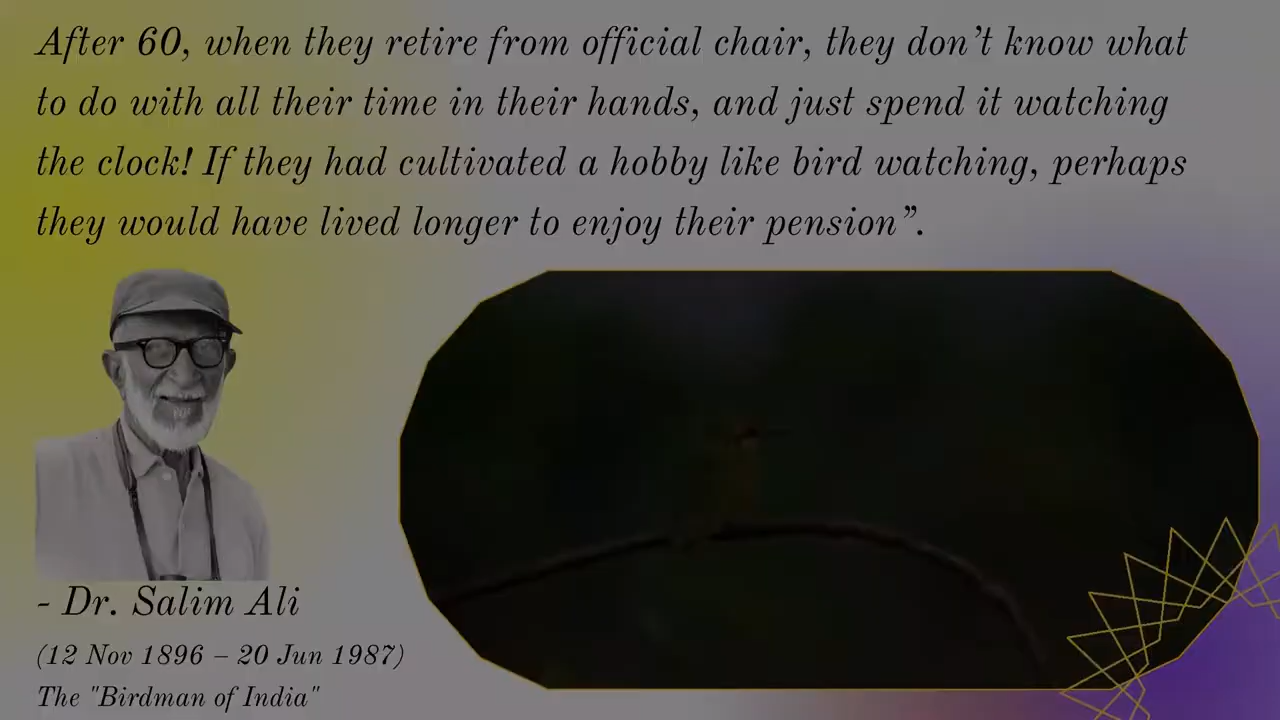 After 60, when they retire from official chair, they don’t know what
to do with all their time in their hands, and just spend it watching
the clock! If they had cultivated a hobby like bird watching, perhaps
they would have lived longer to enjoy their pension”.
- Dr. Salim Ali
(12 Nov 1896 – 20 Jun 1987)
The "Birdman of India"